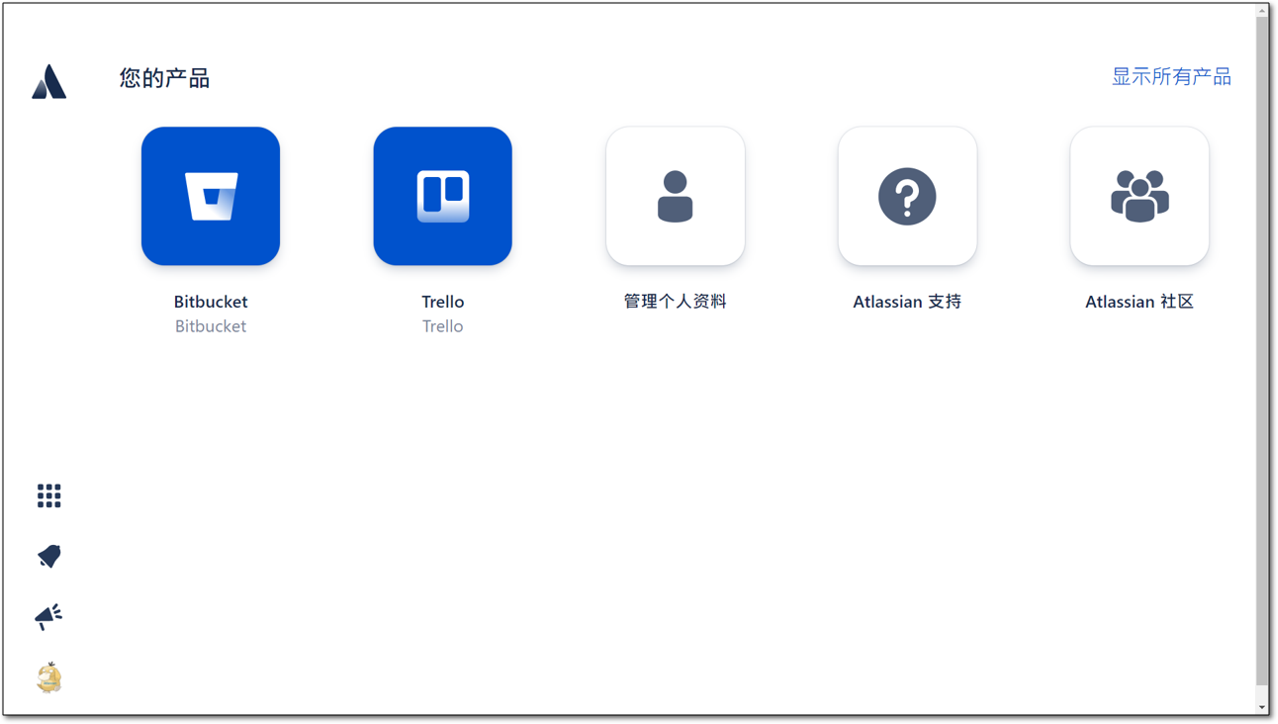 您的产品
显示所有产品
Bitbucket
Bitbucket
Trello
Trello
管理个人资料
Atlassian 支持
Atlassian 社区